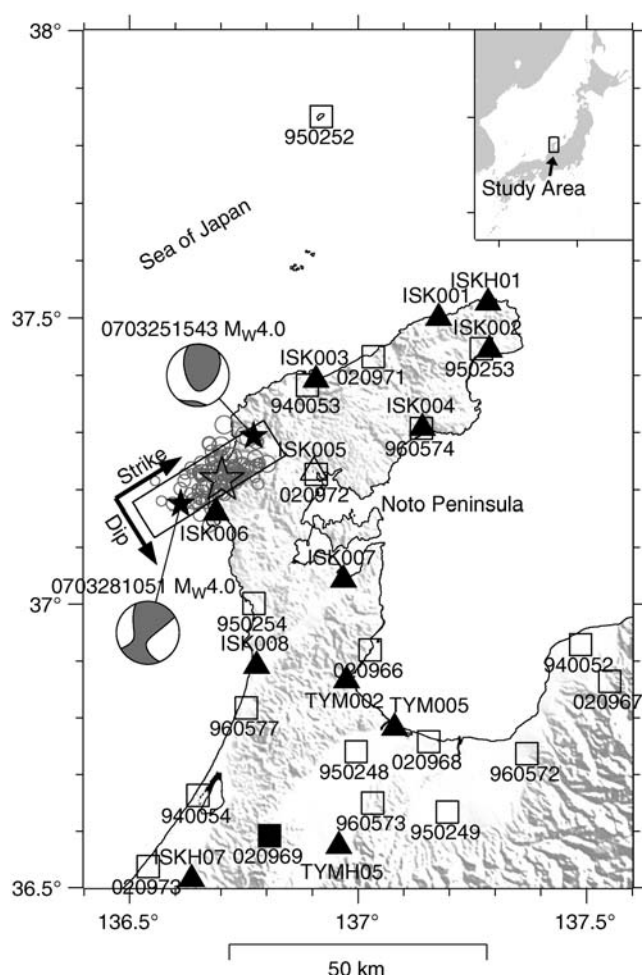 38°
950252
Study Area
Sea of Japan
ISKH01
ISK001
37.5°
0703251543 Mw4.0
ISK002
ISK003
020971
950253
940053
ISK004
ISK005
960574
Strike
020972
Noto Peninsula
Dip
ISK006
ISK007
0703281051 Mw4.0
37°
950254
ISK008
020966
940052
TYM002
TYM005
020967
960577
950248
020968
960572
940054
960573
950249
ISKH07
020969
TYMH05
020973
36.5°
136.5°
137°
137.5°
50 km